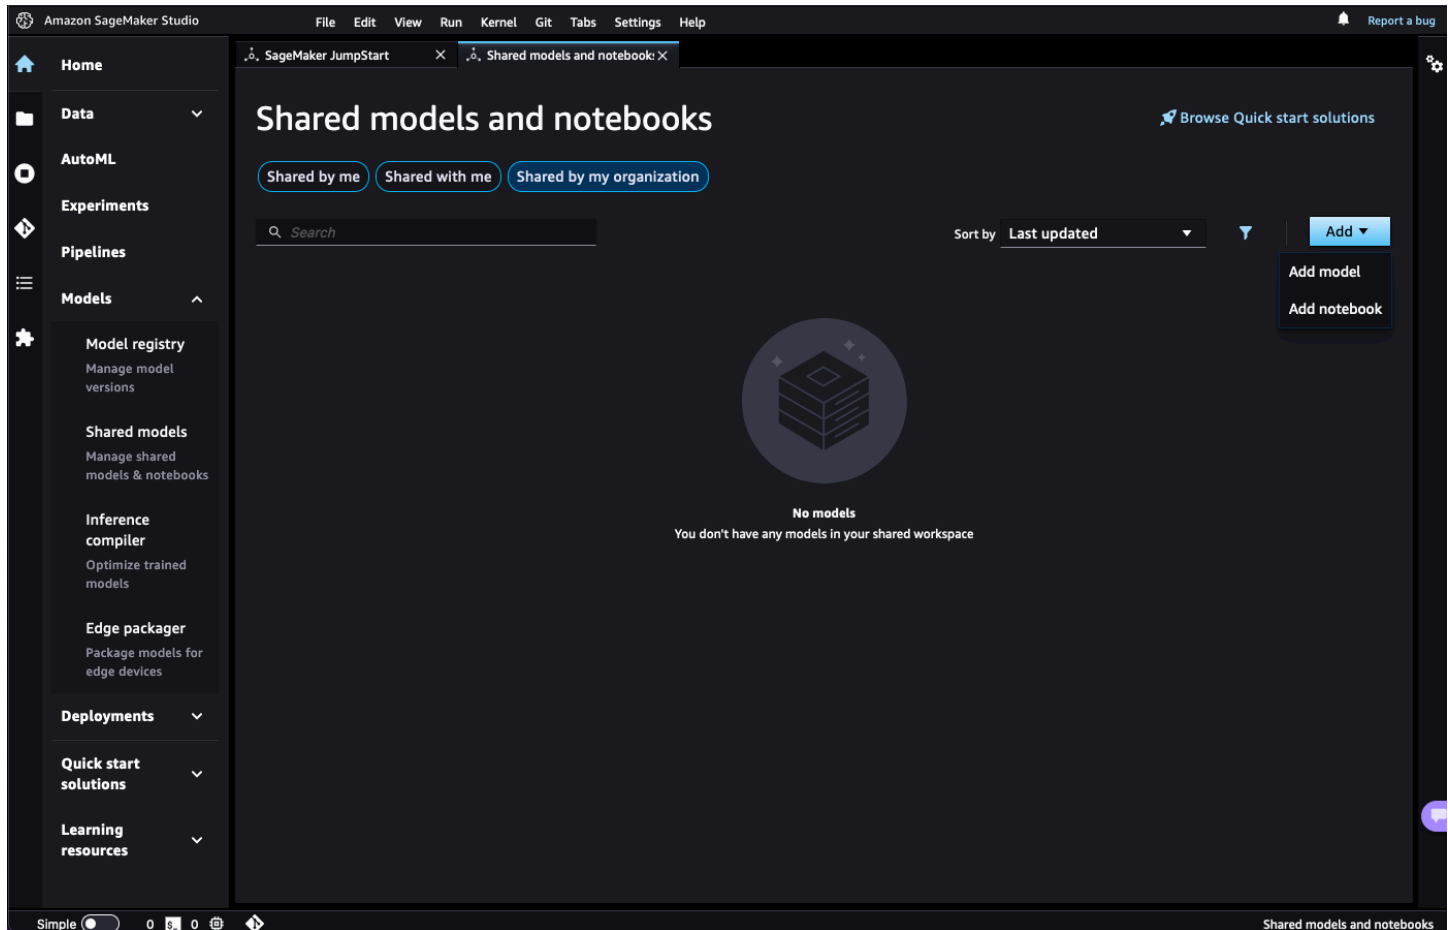 Amazon SageMaker Studio
File Edit View Run Kernel Git Tabs Settings Help
Report a bug
SageMaker JumpStart
Shared models and notebook
Home
Data
AutoML
Experiments
Pipelines
Models
Model registry
Manage model
versions
Shared models
Manage shared
models & notebooks
Inference
compiler
Optimize trained
models
Edge packager
Package models for
edge devices
Deployments
Quick start
solutions
Learning
resources
Shared models and notebooks
Browse Quick start solutions
Shared by me
Shared with me
Shared by my organization
Search
Sort by Last updated
Add
Add model
Add notebook
No models
You don't have any models in your shared workspace
Simple 0 $_ 0
Shared models and notebooks